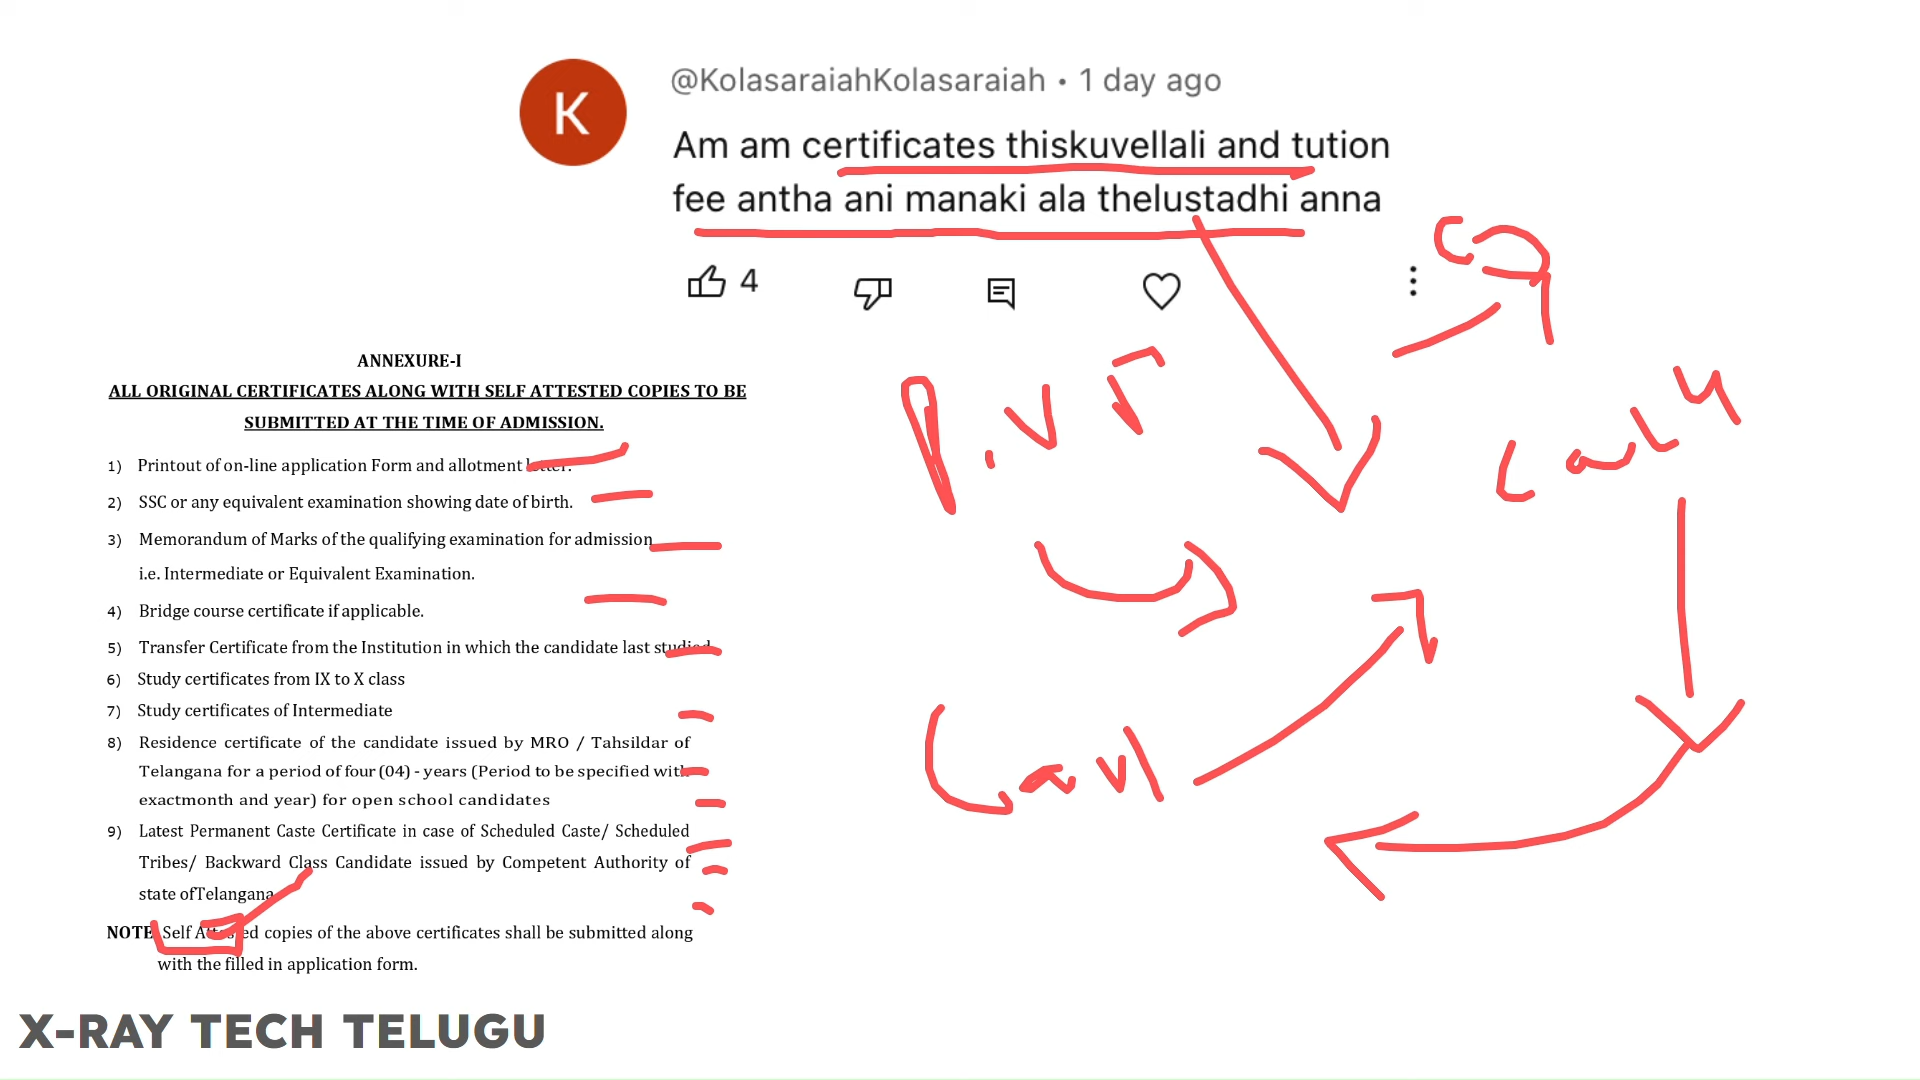 @KolasaraiahKolasaraiah • 1 day ago
K
Am am certificates thiskuvellali and tution
fee antha ani manaki ala thelustadhi anna
4
ANNEXURE-I
ALL ORIGINAL CERTIFICATES ALONG WITH SELF ATTESTED COPIES TO BE
SUBMITTED AT THE TIME OF ADMISSION.
1) Printout of on-line application Form and allotment letter.
2) SSC or any equivalent examination showing date of birth.
3) Memorandum of Marks of the qualifying examination for admission
i.e. Intermediate or Equivalent Examination.
4) Bridge course certificate if applicable.
5) Transfer Certificate from the Institution in which the candidate last studied
6) Study certificates from IX to X class
7) Study certificates of Intermediate
8) Residence certificate of the candidate issued by MRO / Tahsildar of
Telangana for a period of four (04) - years (Period to be specified with
exactmonth and year) for open school candidates
9) Latest Permanent Caste Certificate in case of Scheduled Caste/ Scheduled
Tribes/ Backward Class Candidate issued by Competent Authority of
state ofTelangana
NOTE Self Attested copies of the above certificates shall be submitted along
with the filled in application form.
X-RAY TECH TELUGU